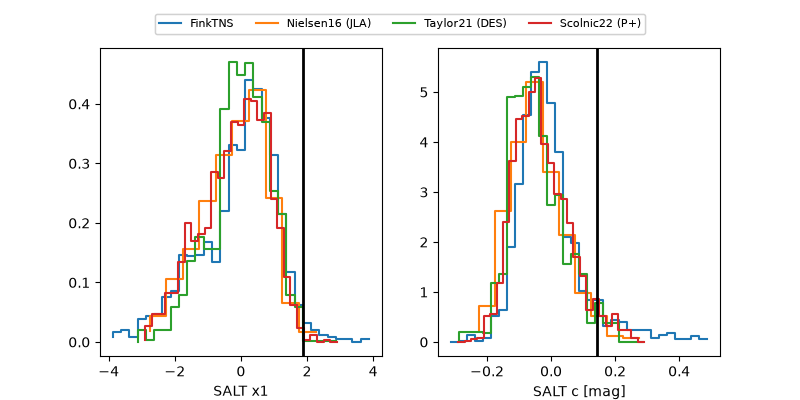 FinkTNS Nielsen16 (JLA) Taylor21 (DES) Scolnic22 (P+)
0.4
0.3
0.2
0.1
0.0
−4 −2 0 2 4
SALT x1
5
4
3
2
1
0
−0.2 0.0 0.2 0.4
SALT c [mag]